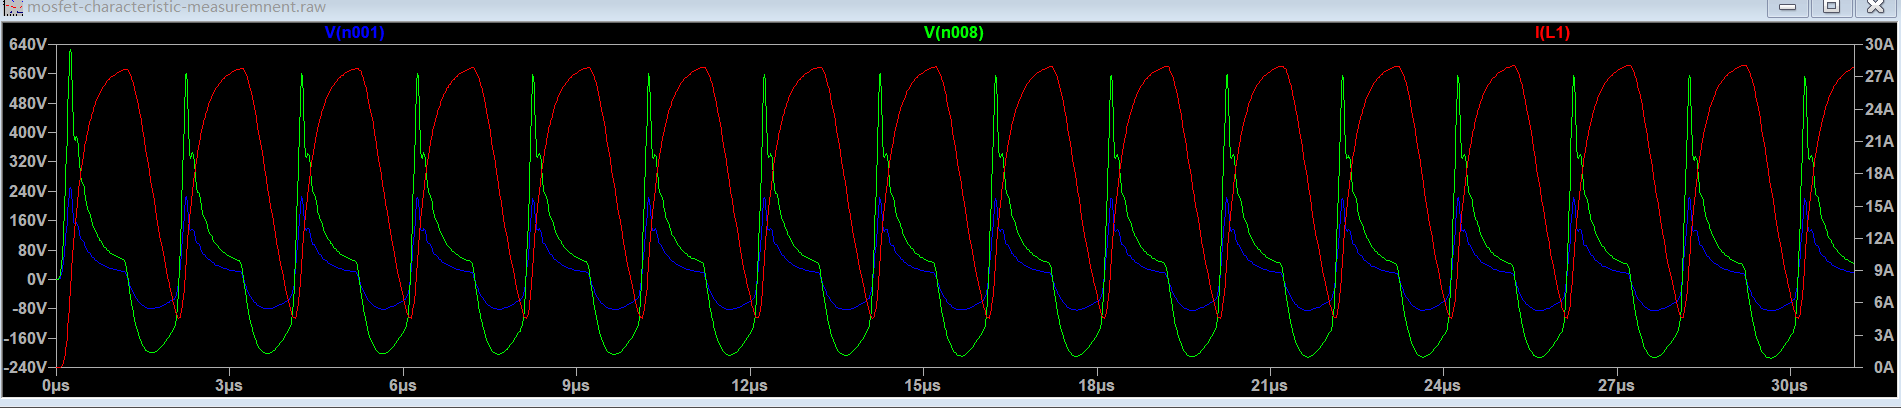 mosfet-characteristic-measuremnent.raw
V(n001) V(n008) I(L1)
640V 30A
560V 27A
480V 24A
400V 21A
320V 18A
240V 15A
160V 12A
80V 9A
0V 6A
-80V 3A
-160V 0A
-240V
0µs 3µs 6µs 9µs 12µs 15µs 18µs 21µs 24µs 27µs 30µs